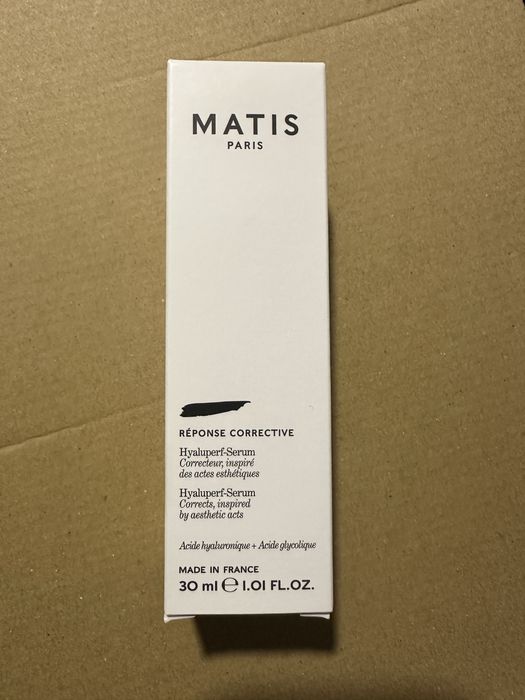 MATIS
PARIS
RÉPONSE CORRECTIVE
Hyaluperf-Serum
Correcteur, inspiré
des actes esthétiques
Hyaluperf-Serum
Corrects, inspired
by aesthetic acts
Acide hyaluronique + Acide glycolique
MADE IN FRANCE
30 ml ℮ 1.01 FL.OZ.